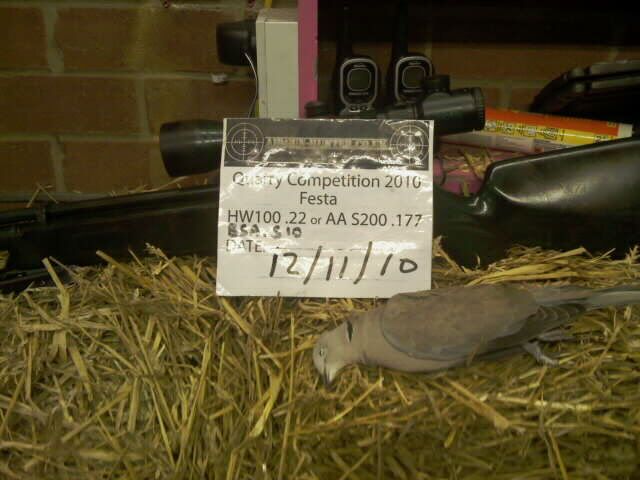 Quarry Competition 2010
Festa
HW100 .22 or AA S200 .177
BSA. S10
DATE:
12/11/10